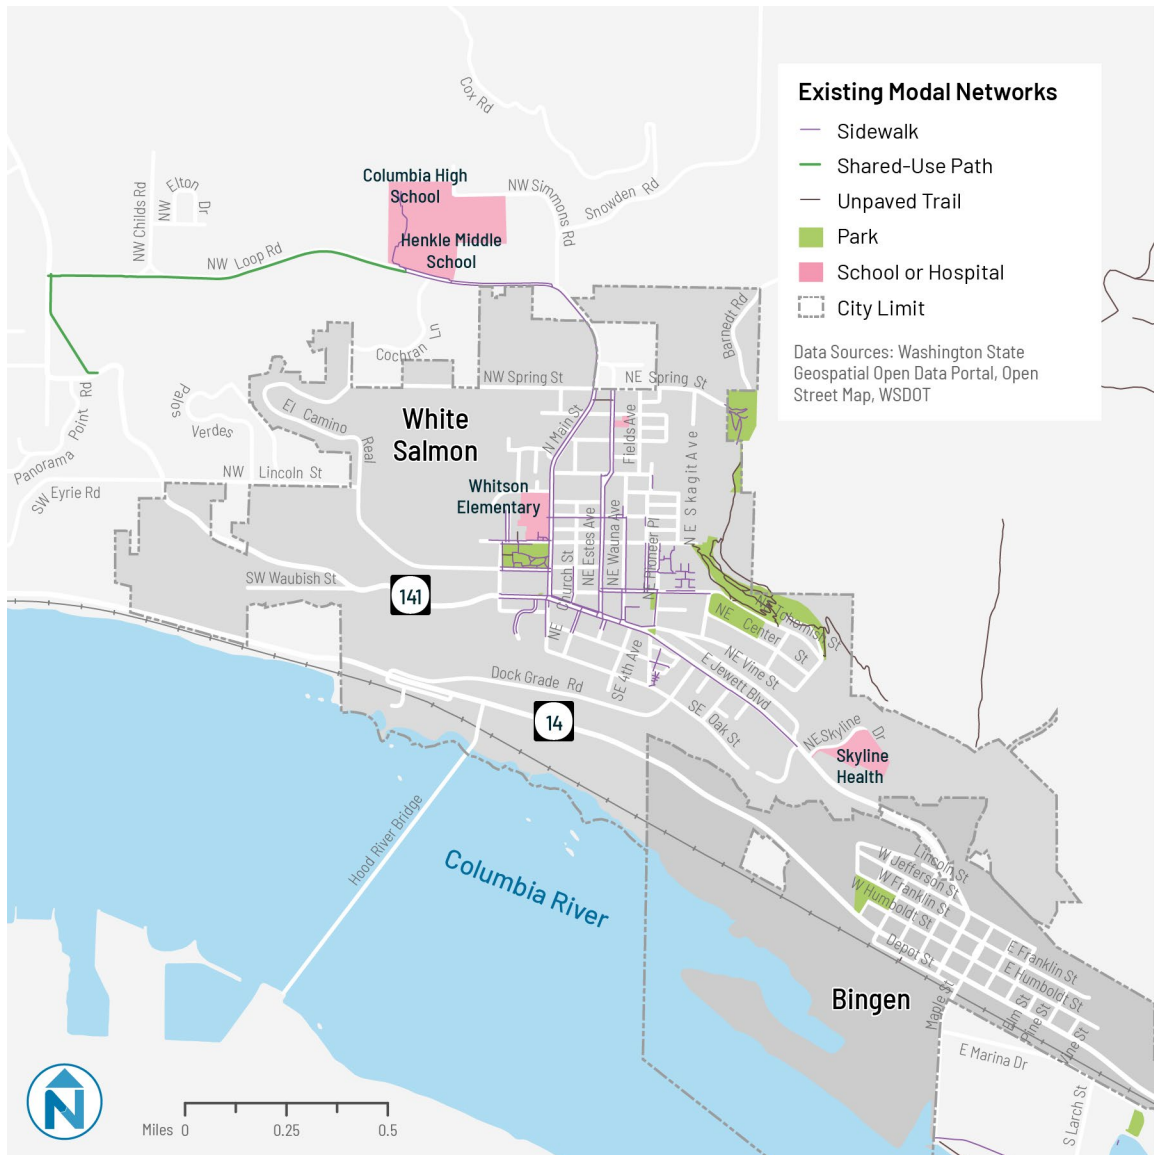 Existing Modal Networks
Sidewalk
Shared-Use Path
Unpaved Trail
Park
School or Hospital
City Limit
Data Sources: Washington State
Geospatial Open Data Portal, Open
Street Map, WSDOT
Cox Rd
Columbia High
School
Henkle Middle
School
NW Simmons Rd
Snowden Rd
NW Childs Rd
NW Elton Dr
NW Loop Rd
Cochran Ln
Barnedt Rd
NW Spring St
NE Spring St
Palos Verdes
El Camino Real
White
Salmon
N Main St
Fields Ave
NE Skagit Ave
Panorama Point Rd
NW Lincoln St
SW Eyrie Rd
Whitson
Elementary
NE Church St
NE Estes Ave
NE Wauna Ave
NE Pioneer Pl
SW Waubish St
141
NE Tohomish St
NE Center St
NE Vine St
E Jewett Blvd
SE 4th Ave
SE Oak St
Dock Grade Rd
14
NE Skyline Dr
Skyline
Health
Hood River Bridge
Columbia River
Lincoln St
W Jefferson St
W Franklin St
W Humboldt St
Depot St
E Franklin St
E Humboldt St
Bingen
Maple St
Elm St
Pine St
Vine St
E Marina Dr
S Larch St
N
Miles 0 0.25 0.5